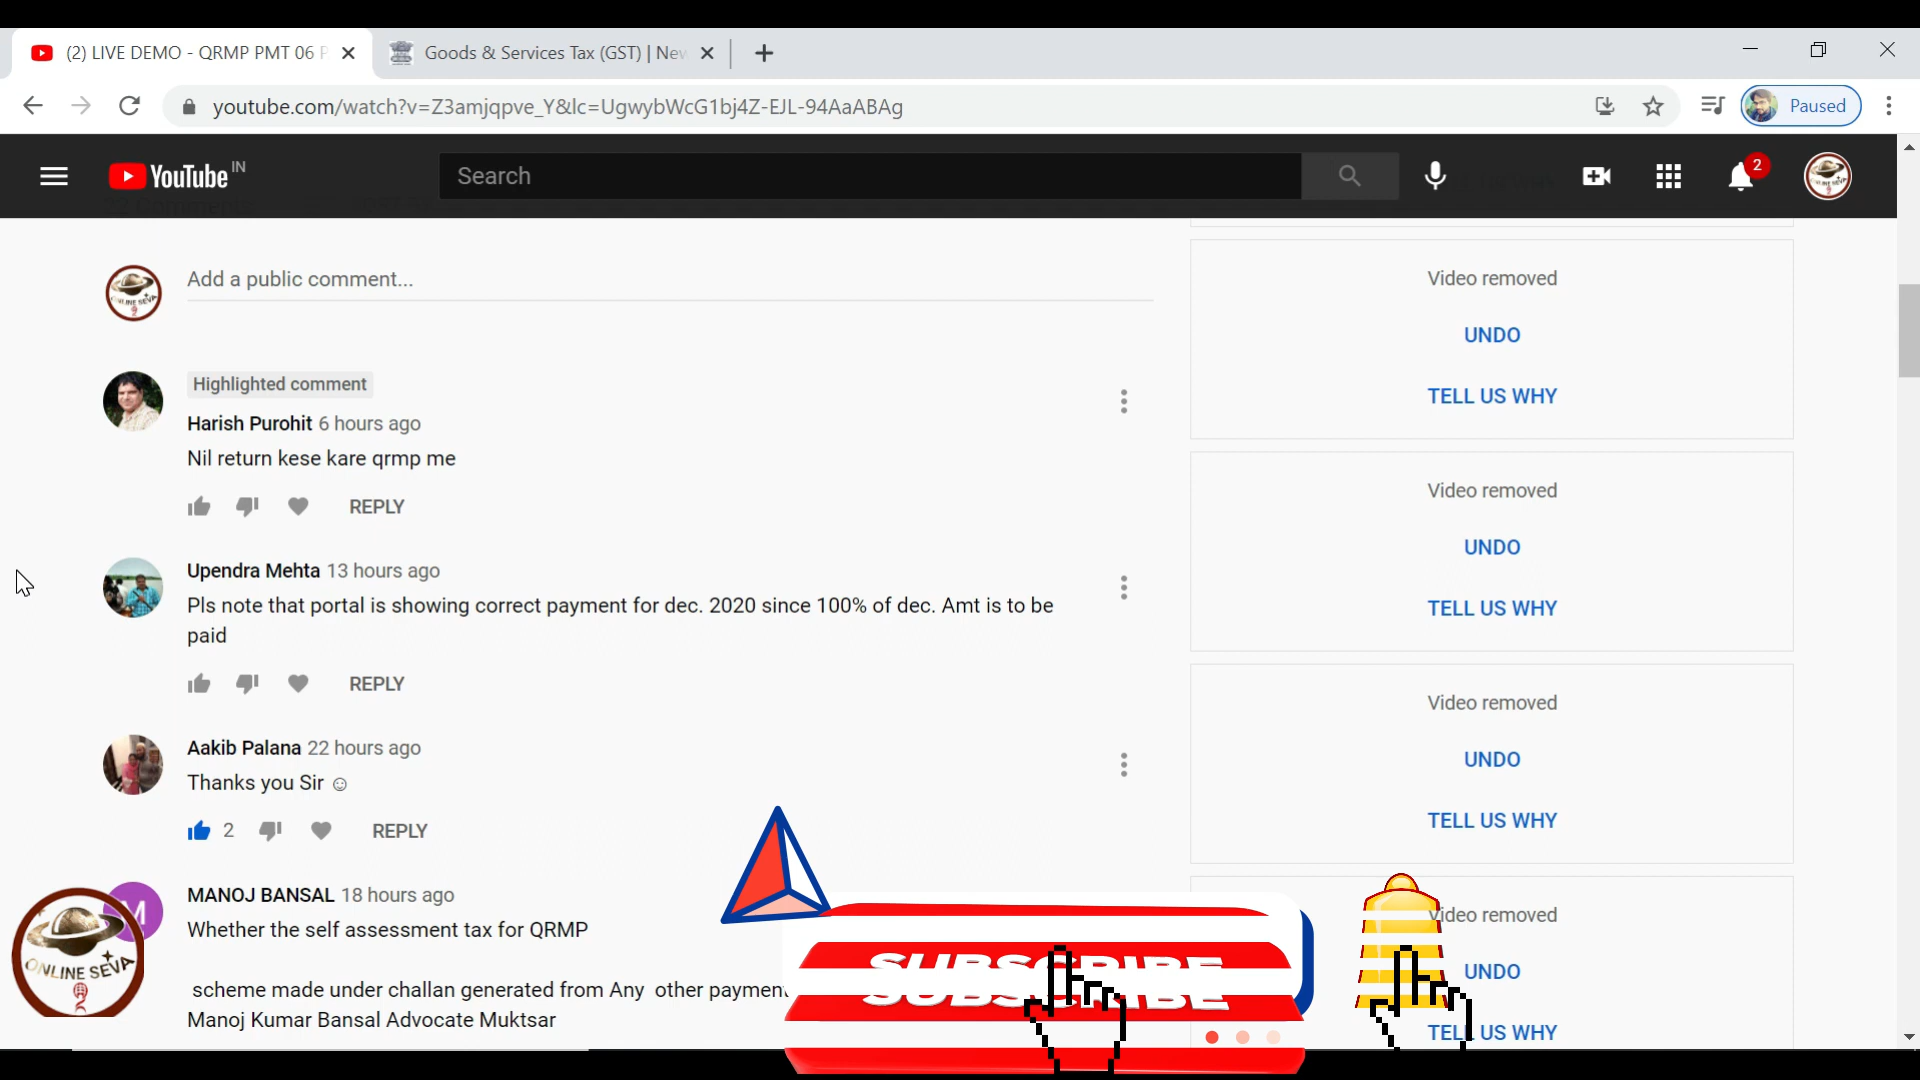 (2) LIVE DEMO - QRMP PMT 06 P
Goods & Services Tax (GST) | New
youtube.com/watch?v=Z3amjqpve_Y&lc=UgwybWcG1bj4Z-EJL-94AaABAg
Paused
YouTube IN
Search
2
Add a public comment...
Highlighted comment
Harish Purohit 6 hours ago
Nil return kese kare qrmp me
REPLY
Upendra Mehta 13 hours ago
Pls note that portal is showing correct payment for dec. 2020 since 100% of dec. Amt is to be
paid
REPLY
Aakib Palana 22 hours ago
Thanks you Sir ☺
2 REPLY
MANOJ BANSAL 18 hours ago
Whether the self assessment tax for QRMP
scheme made under challan generated from Any other payment
Manoj Kumar Bansal Advocate Muktsar
ONLINE SEVA
SUBSCRIBE
Video removed
UNDO
TELL US WHY
Video removed
UNDO
TELL US WHY
Video removed
UNDO
TELL US WHY
Video removed
UNDO
TELL US WHY